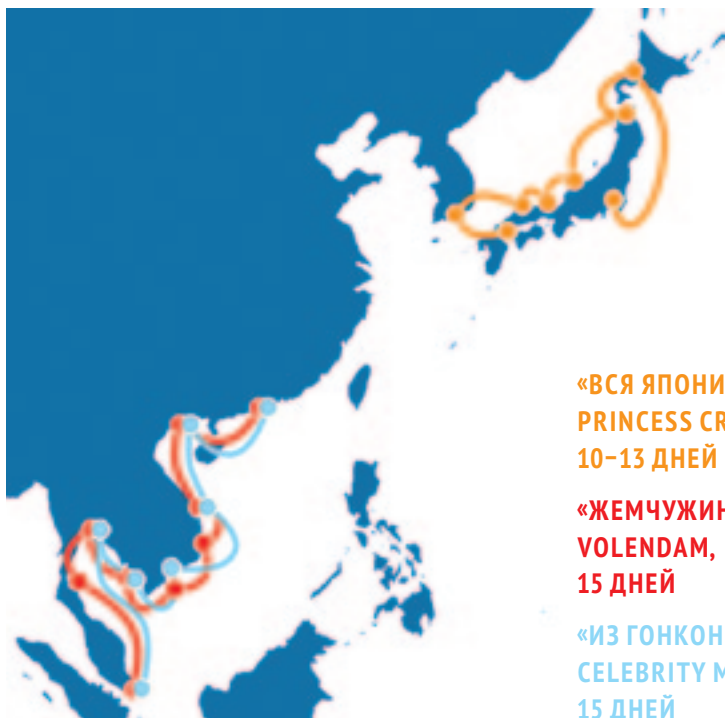 «ВСЯ ЯПОНИ
PRINCESS CR
10–13 ДНЕЙ
«ЖЕМЧУЖИН
VOLENDAM,
15 ДНЕЙ
«ИЗ ГОНКОН
CELEBRITY M
15 ДНЕЙ